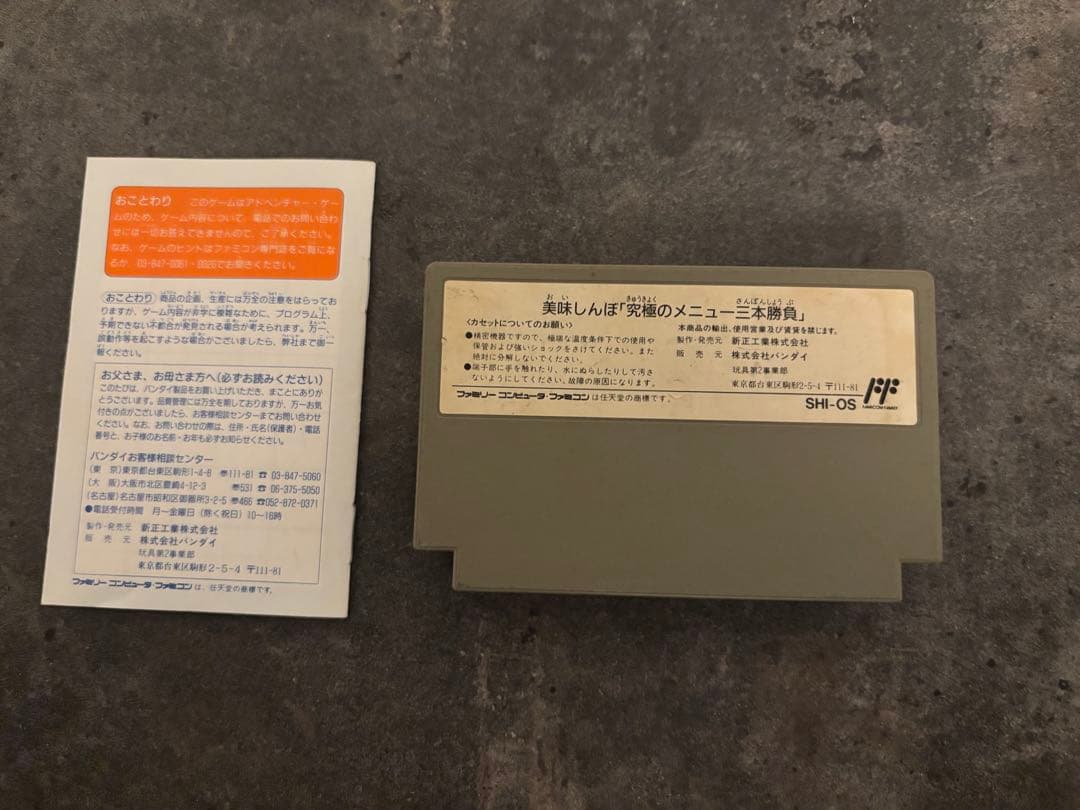 おことわり このゲームはアドベンチャー・ゲー
ムのため、ゲーム内容について、電話でのお問い合わ
せには一切お答えできませんので、ご了承ください。
なお、ゲームのヒントはファミコン専門誌をご覧にな
るか、03-847-0061・0026でお聞きください。
おことわり 商品の企画、生産には万全の注意をはらってお
りますが、ゲーム内容が非常に複雑なために、プログラム上、
予期できない不都合が発見される場合が考えられます。万一、
誤動作等を起こすような場合がございましたら、弊社まで御一
報ください。
お父さま、お母さま方へ(必ずお読みください)
このたびは、バンダイ製品をお買い上げいただき、まことにありが
とうございます。品質管理には万全を期しておりますが、万一お気
付きの点がございましたら、お客様相談センターまでお問い合わせ
ください。なお、お問い合わせの際は、住所・氏名(保護者)・電話
番号と、お子様のお名前・お年も必ずお知らせください。
バンダイお客様相談センター
(東 京)東京都台東区駒形1-4-8 〠111-81 ☎ 03-847-5060
(大 阪)大阪市北区豊崎4-12-3 〠531 ☎ 06-375-5050
(名古屋)名古屋市昭和区御器所3-2-5 〠466 ☎052-872-0371
●電話受付時間 月〜金曜日(除く祝日)10〜16時
製作・発売元 新正工業株式会社
販売元 株式会社バンダイ
玩具第2事業部
東京都台東区駒形2-5-4 〒111-81
ファミリーコンピュータ・ファミコンは、任天堂の商標です。
美味しんぼ「究極のメニュー三本勝負」
お い きゅうきょく さんぼんしょうぶ
〈カセットについてのお願い〉
●精密機器ですので、極端な温度条件下での使用や
保管および強いショックをさけてください。また
絶対に分解しないでください。
●端子部に手を触れたり、水にぬらしたりして汚さ
ないようにしてください。故障の原因になります。
ファミリーコンピュータ・ファミコンは任天堂の商標です。
本商品の輸出、使用営業及び賃貸を禁じます。
製作・発売元 新正工業株式会社
販売元 株式会社バンダイ
玩具第2事業部
東京都台東区駒形2-5-4 〒111-81
SHI-OS
FAMICOM FAMILY